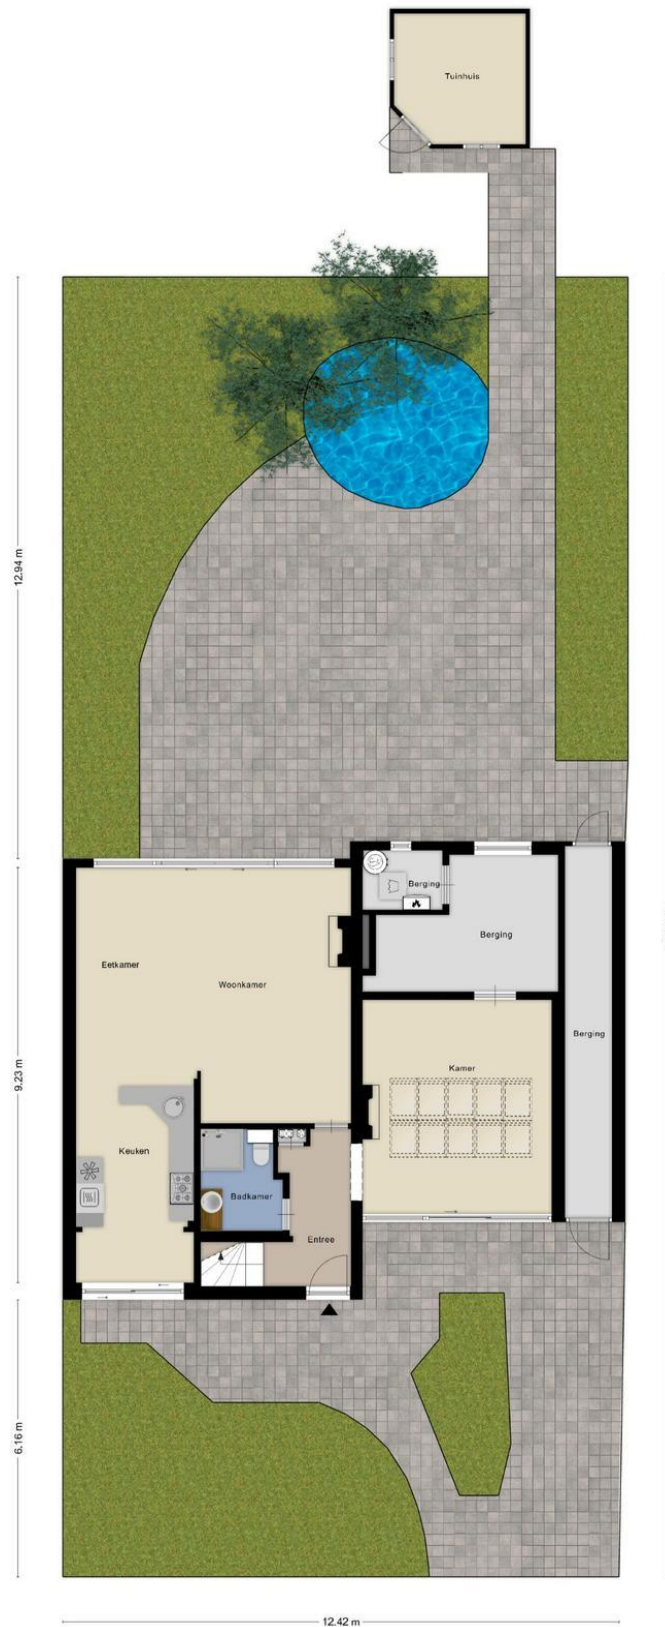 Tuinhuis
12.94 m
Berging
Berging
Eetkamer
Woonkamer
9.23 m
Berging
Kamer
Keuken
Badkamer
Entree
6.16 m
12.42 m